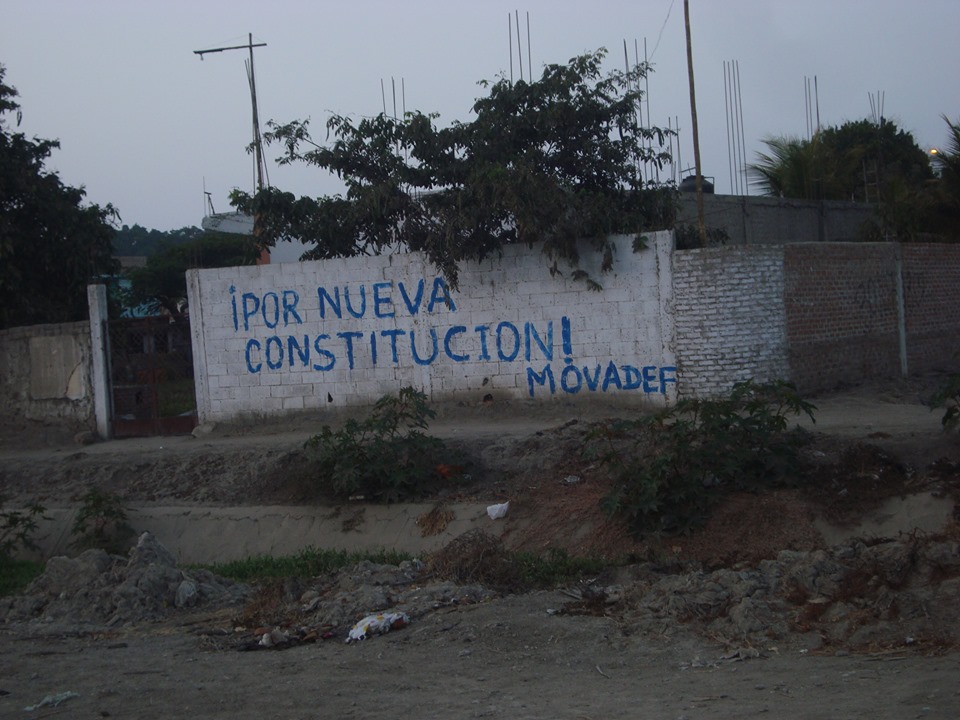 ¡POR NUEVA
CONSTITUCION!
MOVADEF